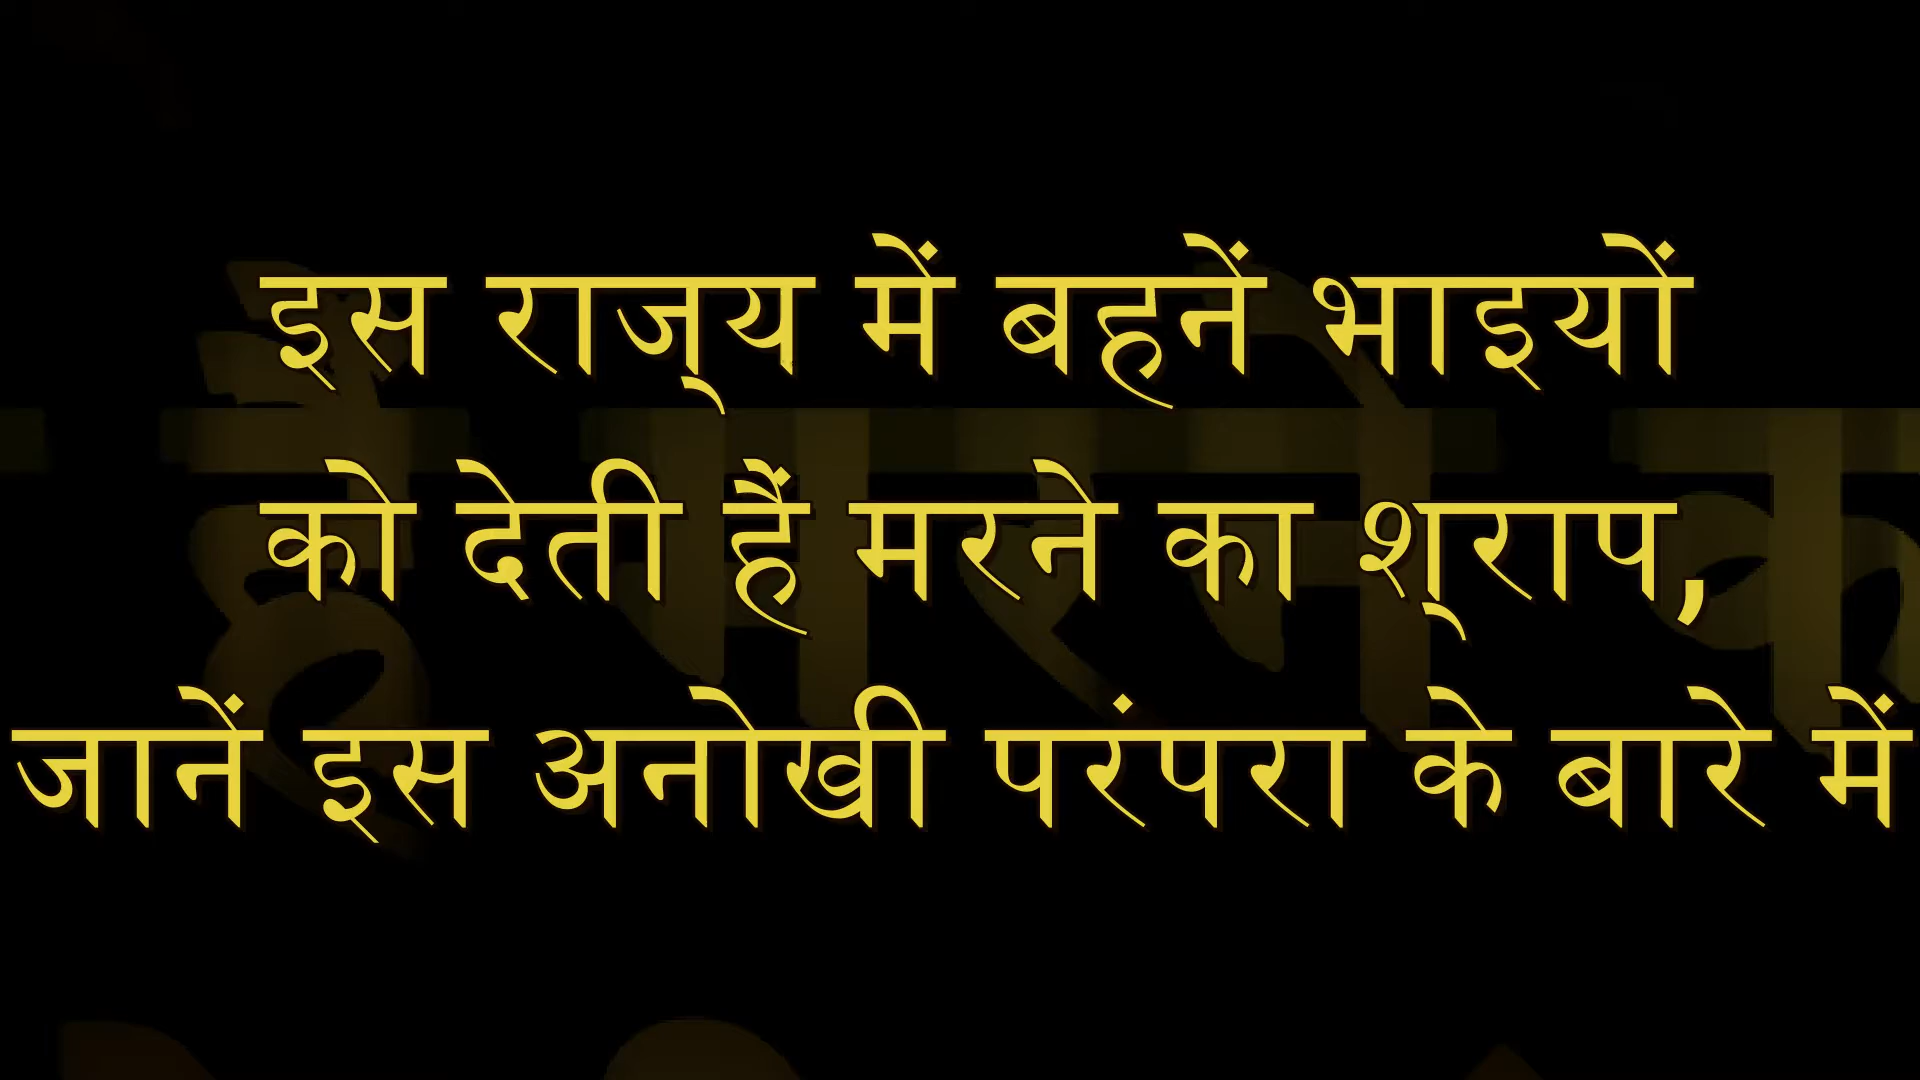 इस राज्य में बहनें भाइयों
को देती हैं मरने का श्राप,
जानें इस अनोखी परंपरा के बारे में